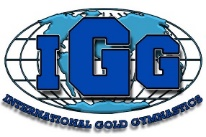 IGG
INTERNATIONAL GOLD GYMNASTICS